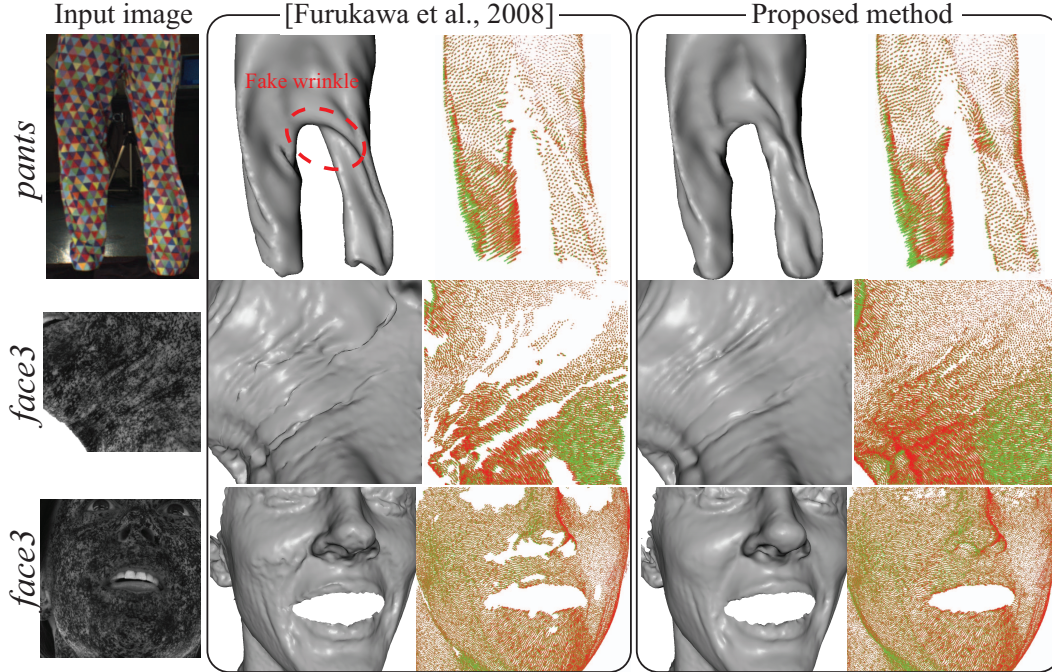 Input image
[Furukawa et al., 2008]
Proposed method
pants
Fake wrinkle
face3
face3